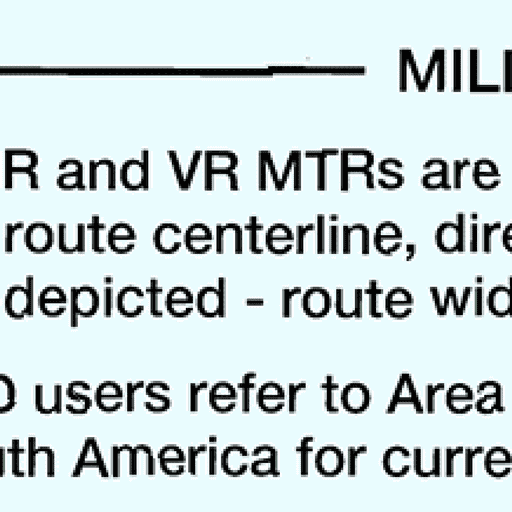 MILI
R and VR MTRs are
route centerline, dire
depicted - route wid
D users refer to Area
uth America for curre